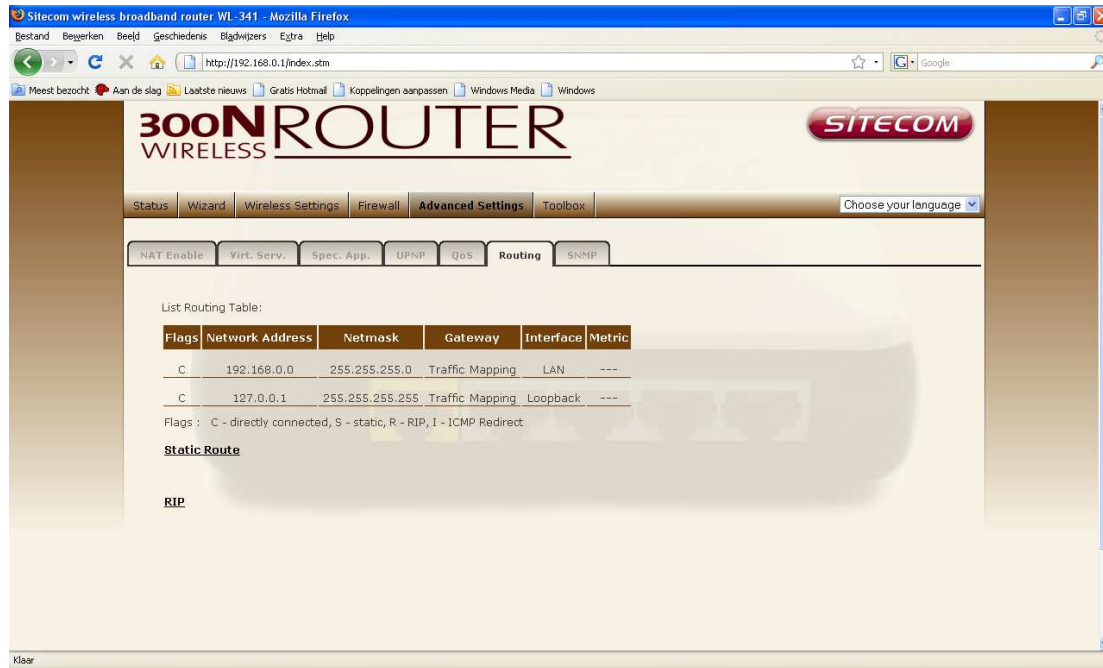 Sitecom wireless broadband router WL-341 - Mozilla Firefox
Bestand Bewerken Beeld Geschiedenis Bladwijzers Extra Help
http://192.168.0.1/index.stm
G Google
Meest bezocht Aan de slag Laatste nieuws Gratis Hotmail Koppelingen aanpassen Windows Media Windows
300N ROUTER
WIRELESS
SITECOM
Status Wizard Wireless Settings Firewall Advanced Settings Toolbox Choose your language
NAT Enable Virt. Serv. Spec. App. UPNP QoS Routing SNMP
List Routing Table:
Flags Network Address Netmask Gateway Interface Metric
C 192.168.0.0 255.255.255.0 Traffic Mapping LAN ---
C 127.0.0.1 255.255.255.255 Traffic Mapping Loopback ---
Flags : C - directly connected, S - static, R - RIP, I - ICMP Redirect
Static Route
RIP
Klaar